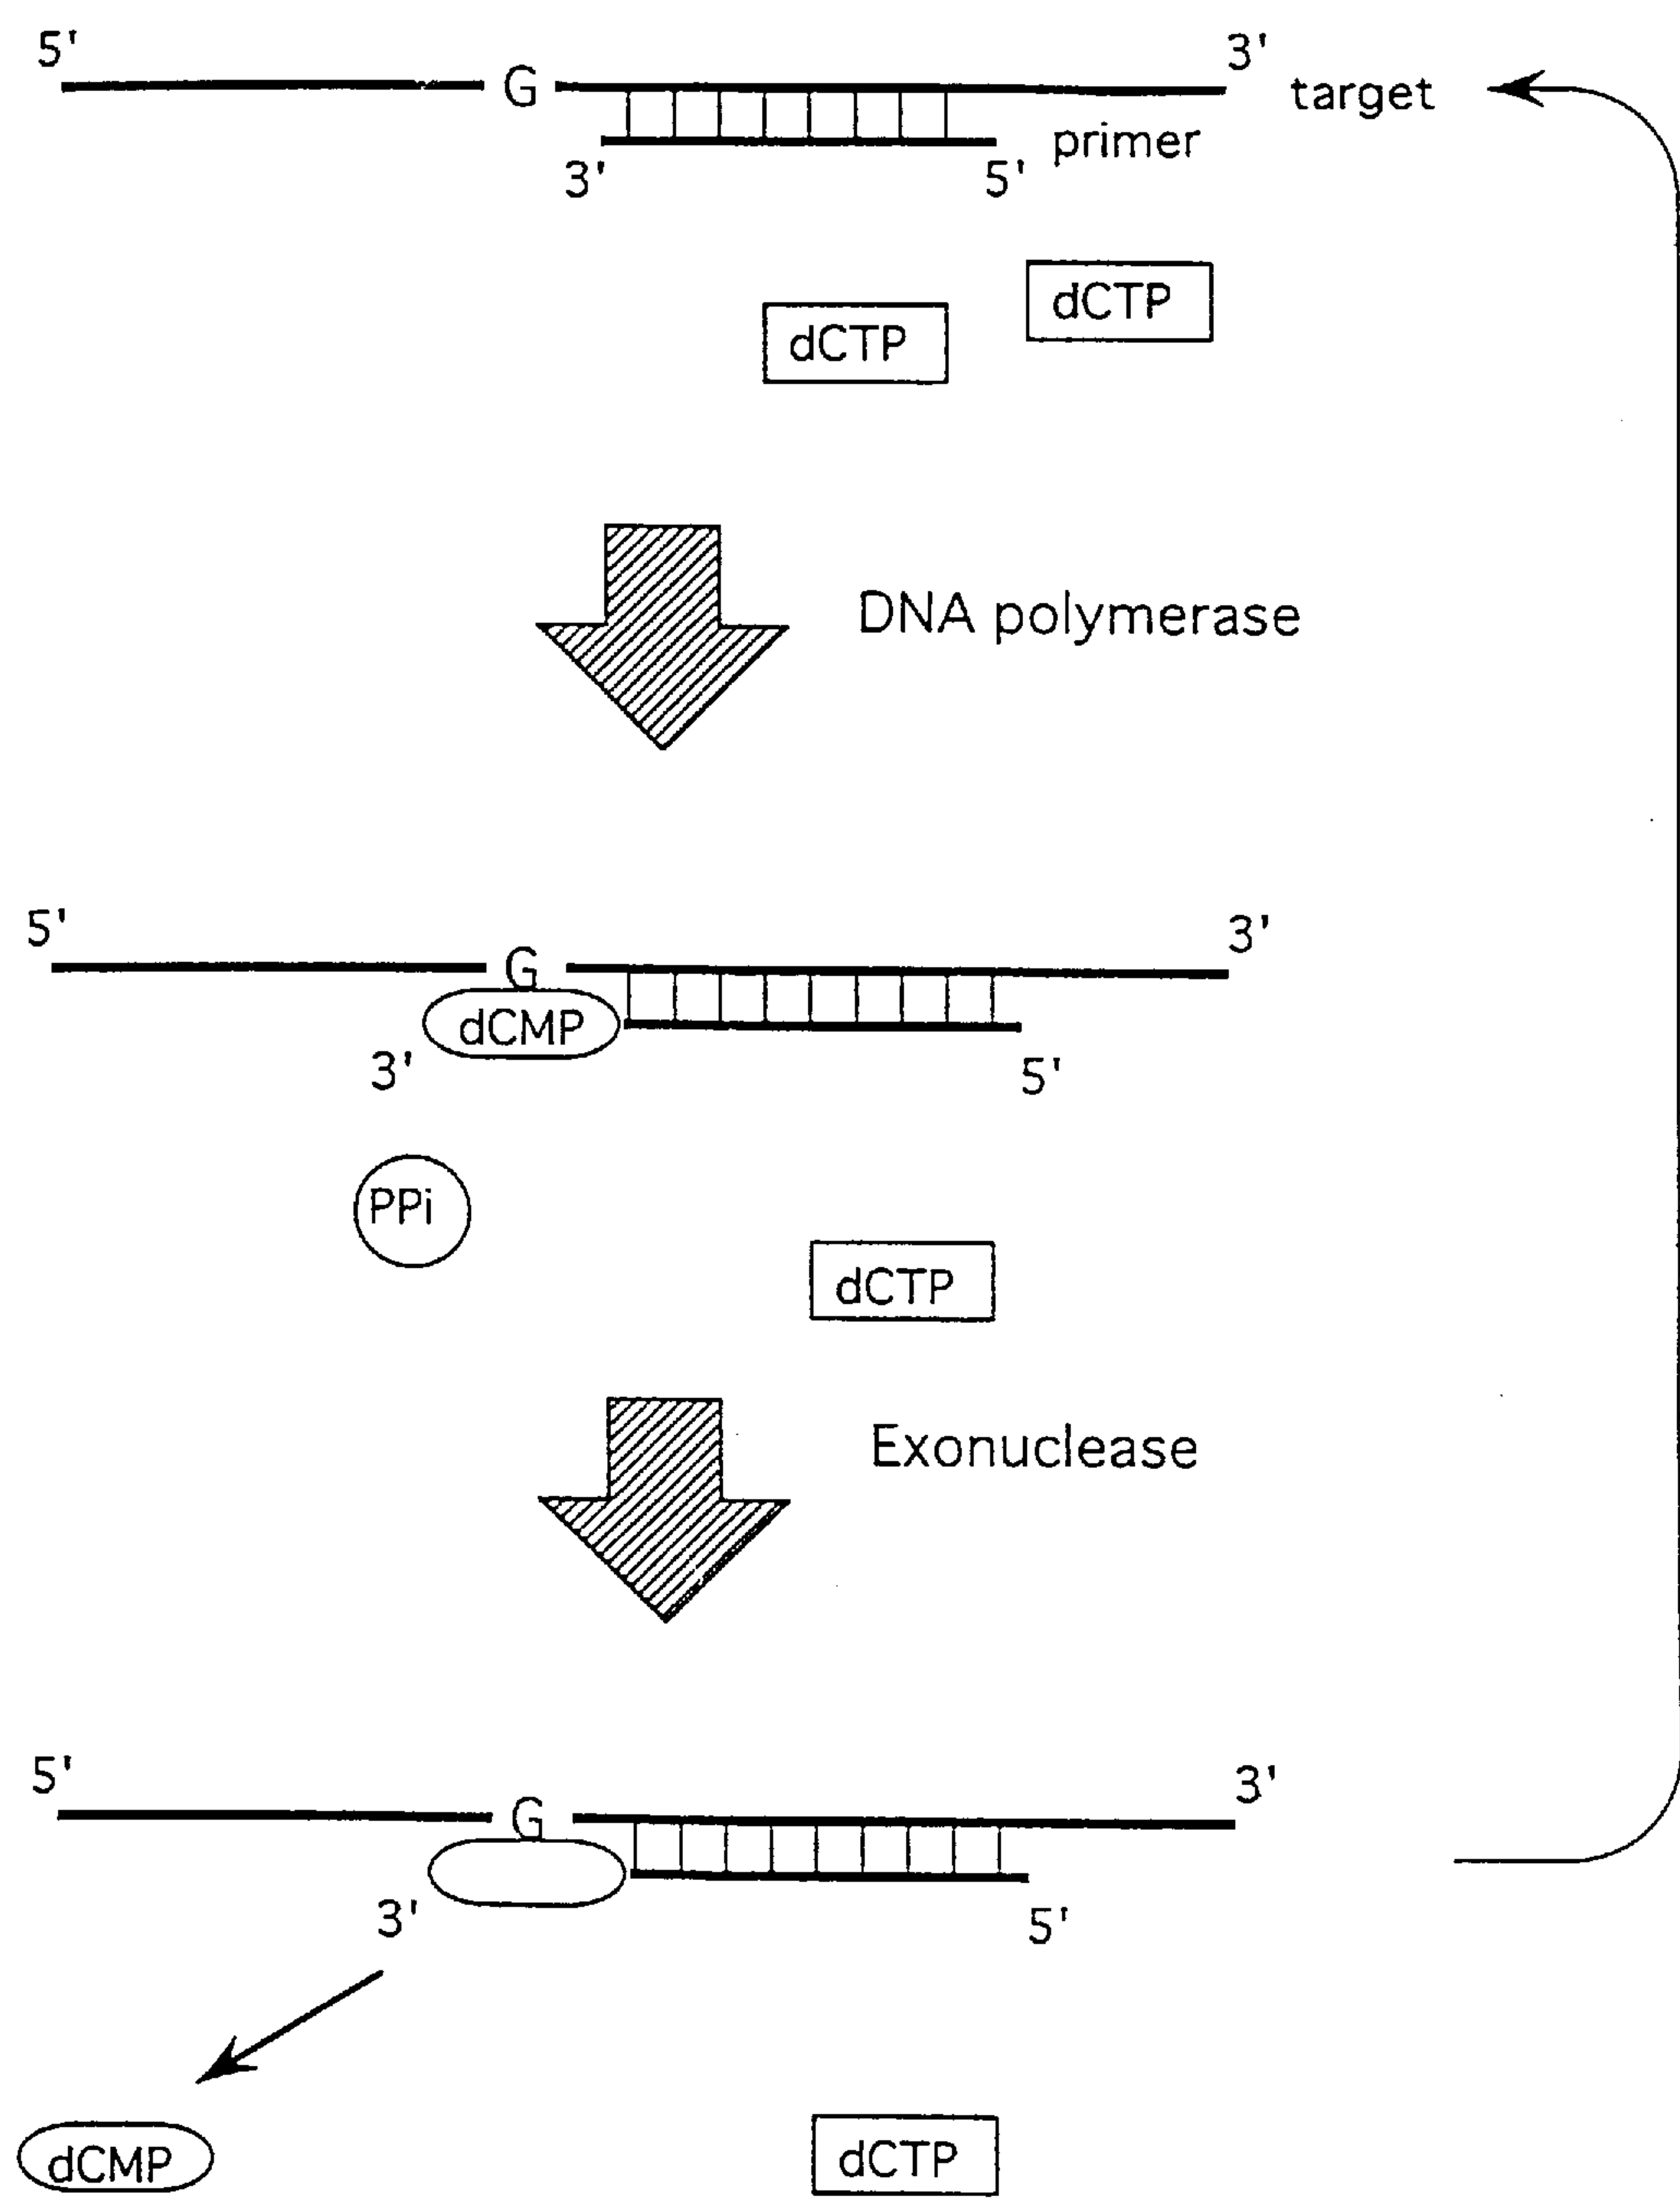 5' 3'
G target
primer
3' 5'
dCTP
dCTP
DNA polymerase
5' 3'
G
dCMP
3' 5'
PPi
dCTP
Exonuclease
5' 3'
G
3' 5'
dCMP dCTP